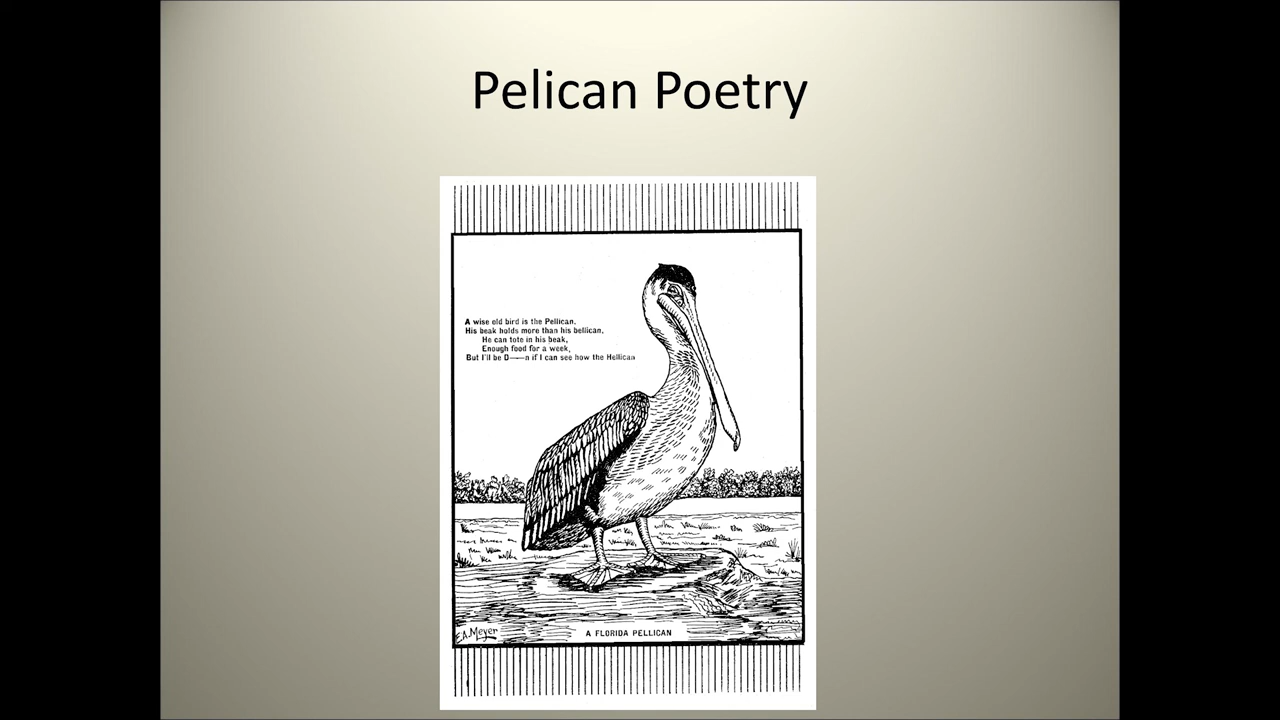 Pelican Poetry
A wise old bird is the Pellican,
His beak holds more than his bellican,
He can tote in his beak,
Enough food for a week,
But I'll be D——n if I can see how the Hellican
E.A. Meyer
A FLORIDA PELLICAN